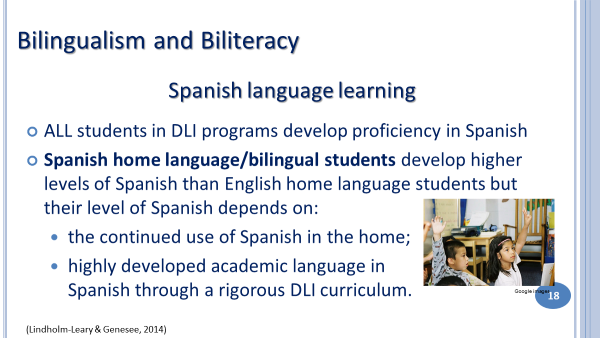 Bilingualism and Biliteracy
Spanish language learning
ALL students in DLI programs develop proficiency in Spanish
Spanish home language/bilingual students develop higher
levels of Spanish than English home language students but
their level of Spanish depends on:
the continued use of Spanish in the home;
highly developed academic language in
Spanish through a rigorous DLI curriculum.
Google images
18
(Lindholm-Leary & Genesee, 2014)